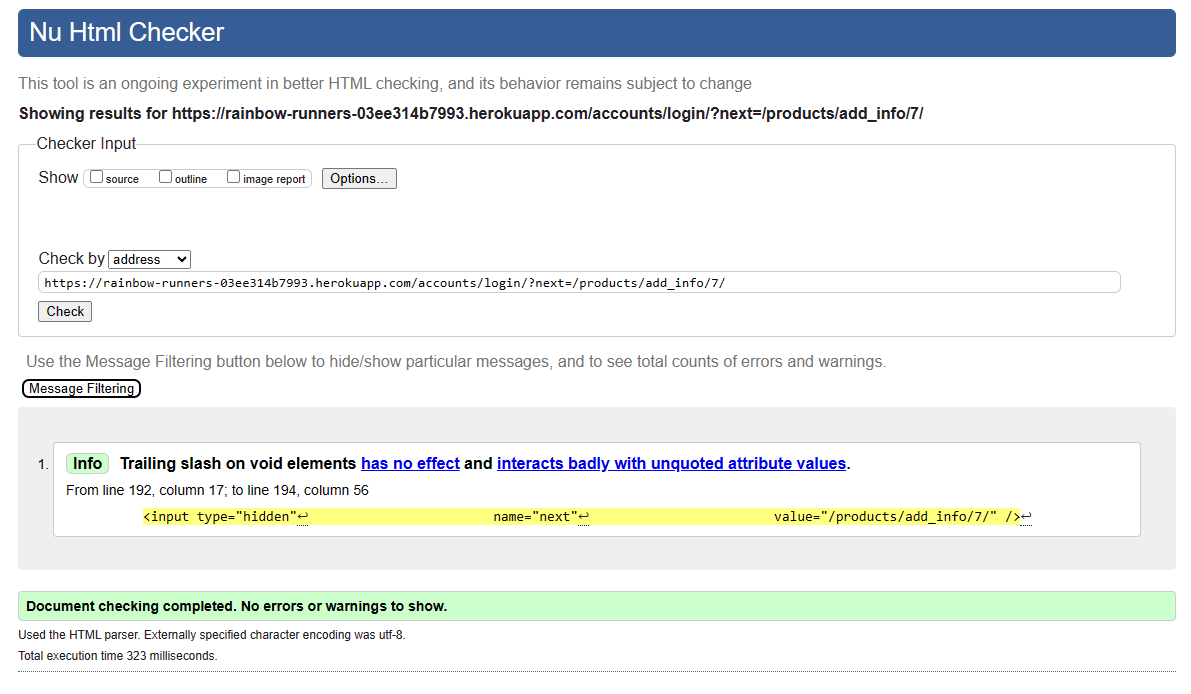 Nu Html Checker
This tool is an ongoing experiment in better HTML checking, and its behavior remains subject to change
Showing results for https://rainbow-runners-03ee314b7993.herokuapp.com/accounts/login/?next=/products/add_info/7/
Checker Input
Show source outline image report Options...
Check by address
https://rainbow-runners-03ee314b7993.herokuapp.com/accounts/login/?next=/products/add_info/7/
Check
Use the Message Filtering button below to hide/show particular messages, and to see total counts of errors and warnings.
Message Filtering
1. Info Trailing slash on void elements has no effect and interacts badly with unquoted attribute values.
From line 192, column 17; to line 194, column 56
<input type="hidden"↩ name="next"↩ value="/products/add_info/7/" />↩
Document checking completed. No errors or warnings to show.
Used the HTML parser. Externally specified character encoding was utf-8.
Total execution time 323 milliseconds.